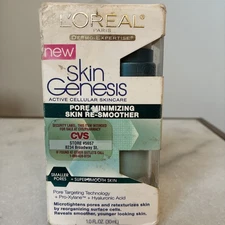 L'ORÉAL
PARIS
DERMO-EXPERTISE
new
Skin
Genesis
ACTIVE CELLULAR SKINCARE
PORE MINIMIZING
SKIN RE-SMOOTHER
CVS
SMALLER
PORES + SUPER SMOOTH SKIN
Pore Targeting Technology
+ Pro-Xylane™ + Hyaluronic Acid
Microrefines pores and retexturizes skin
by reorganizing surface cells.
Reveals smoother, younger looking skin.